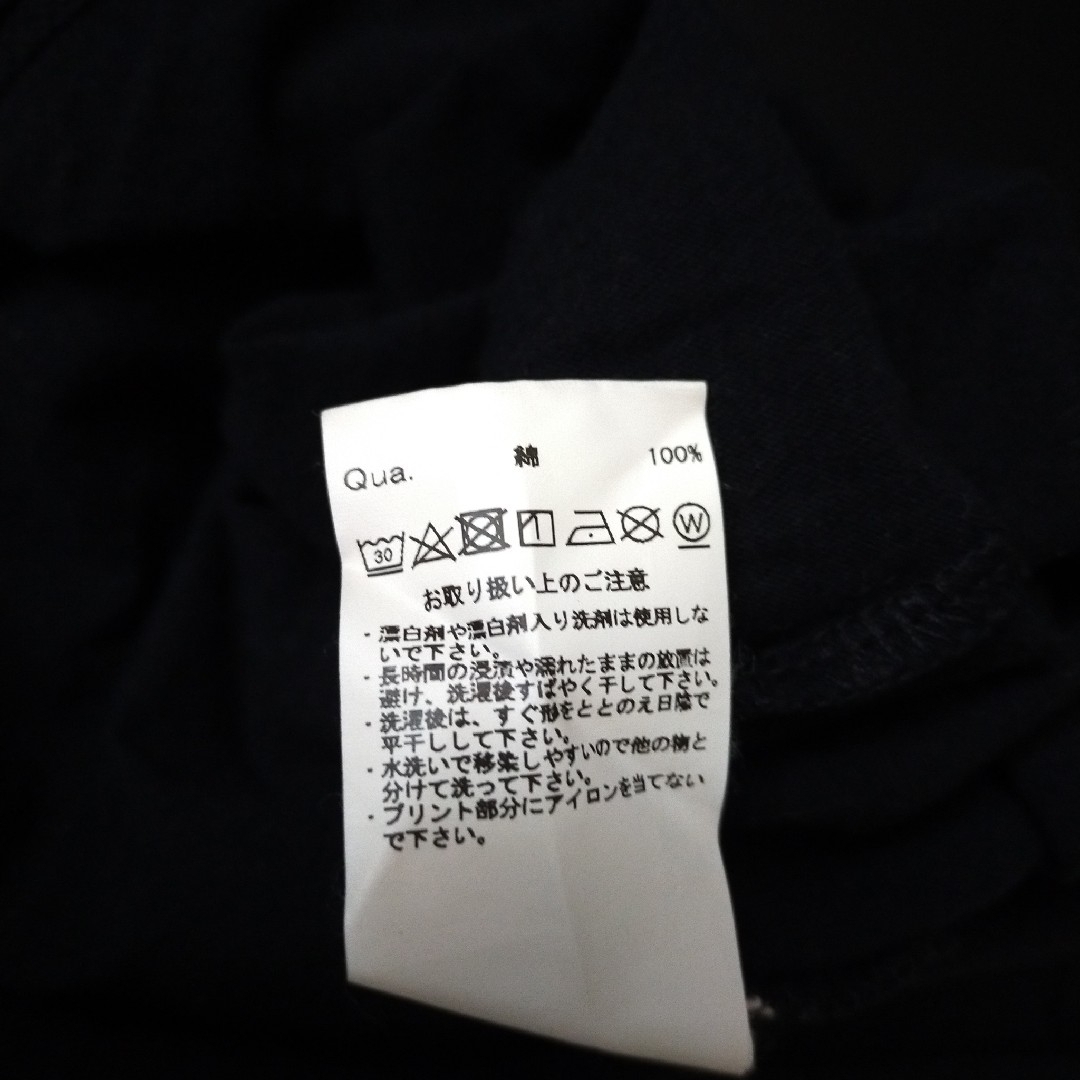 Qua. 綿 100%
30 W
お取り扱い上のご注意
・漂白剤や漂白剤入り洗剤は使用しな
いで下さい。
・長時間の浸漬や濡れたままの放置は
避け、洗濯後すばやく干して下さい。
・洗濯後は、すぐ形をととのえ日陰で
平干しして下さい。
・水洗いで移染しやすいので他の物と
分けて洗って下さい。
・プリント部分にアイロンを当てない
で下さい。